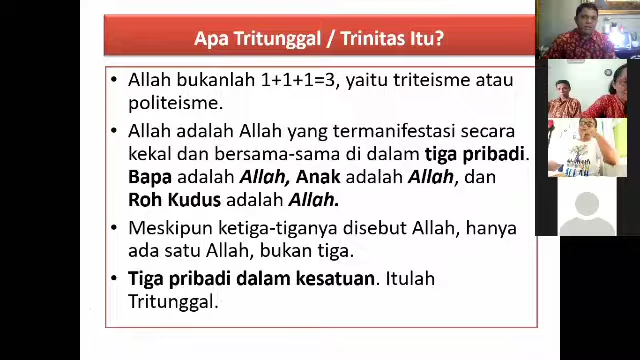 Apa Tritunggal / Trinitas Itu?
• Allah bukanlah 1+1+1=3, yaitu triteisme atau
politeisme.
• Allah adalah Allah yang termanifestasi secara
kekal dan bersama-sama di dalam tiga pribadi.
Bapa adalah Allah, Anak adalah Allah, dan
Roh Kudus adalah Allah.
• Meskipun ketiga-tiganya disebut Allah, hanya
ada satu Allah, bukan tiga.
• Tiga pribadi dalam kesatuan. Itulah
Tritunggal.